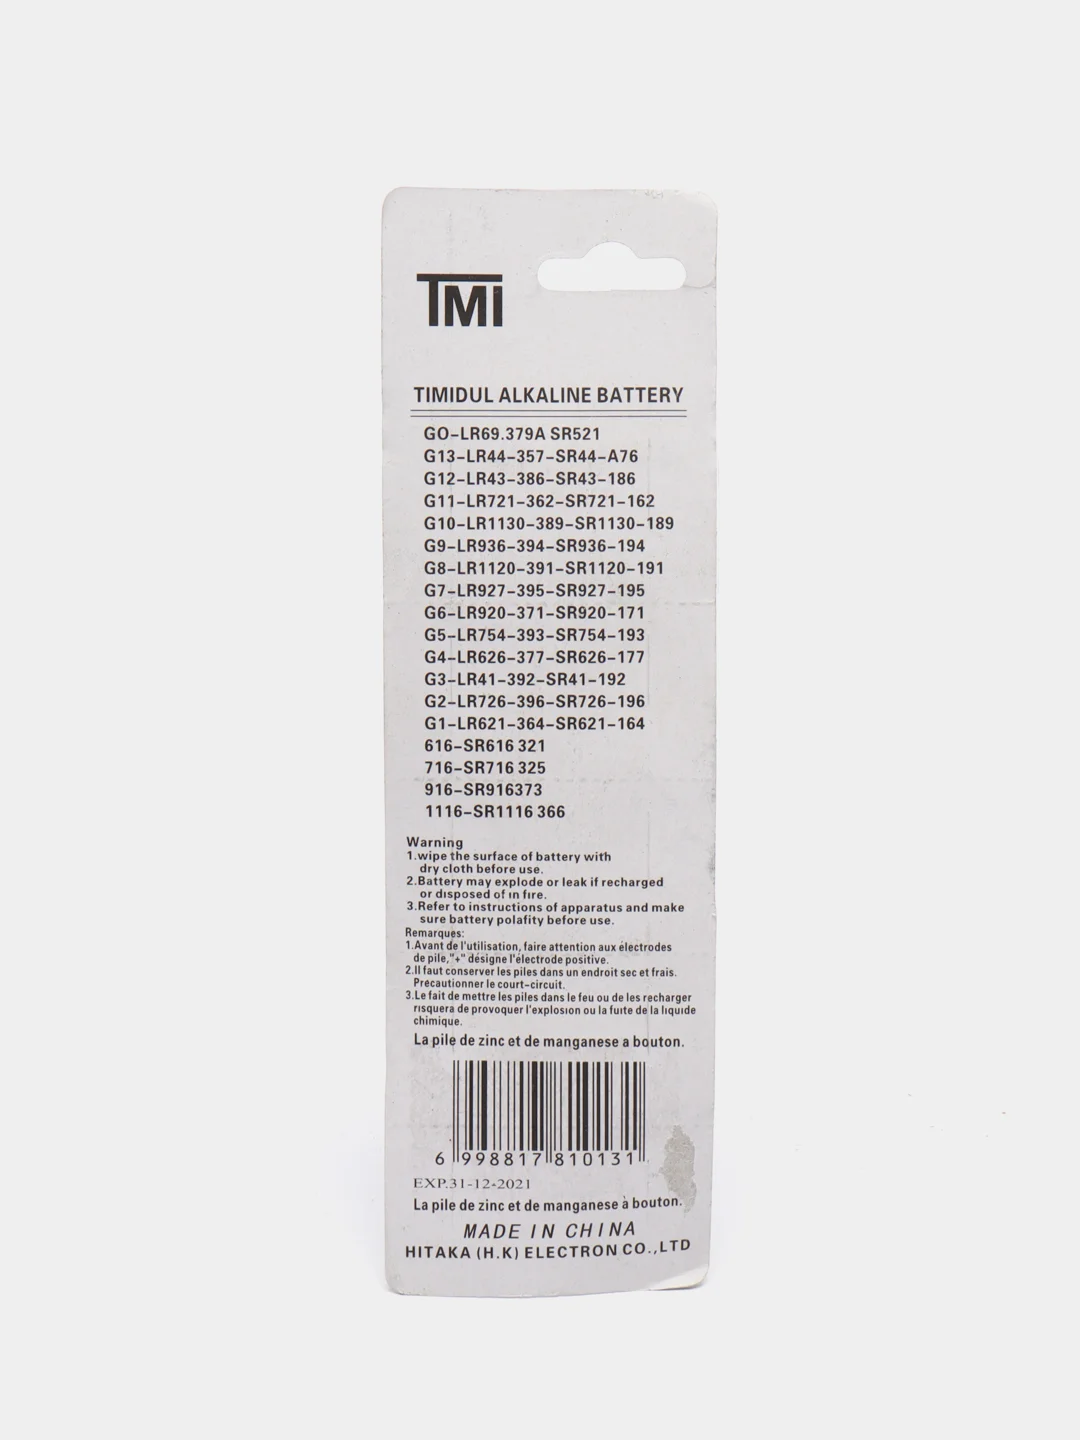 TMI
TIMIDUL ALKALINE BATTERY
GO-LR69.379A SR521
G13-LR44-357-SR44-A76
G12-LR43-386-SR43-186
G11-LR721-362-SR721-162
G10-LR1130-389-SR1130-189
G9-LR936-394-SR936-194
G8-LR1120-391-SR1120-191
G7-LR927-395-SR927-195
G6-LR920-371-SR920-171
G5-LR754-393-SR754-193
G4-LR626-377-SR626-177
G3-LR41-392-SR41-192
G2-LR726-396-SR726-196
G1-LR621-364-SR621-164
616-SR616 321
716-SR716 325
916-SR916373
1116-SR1116 366
Warning
1.wipe the surface of battery with
dry cloth before use.
2.Battery may explode or leak if recharged
or disposed of in fire.
3.Refer to instructions of apparatus and make
sure battery polafity before use.
Remarques:
1.Avant de l'utilisation, faire attention aux électrodes
de pile,"+" désigne l'électrode positive.
2.Il faut conserver les piles dans un endroit sec et frais.
Precautionner le court-circuit.
3.Le fait de mettre les piles dans le feu ou de les recharger
risquera de provoquer l'explosion ou la fuite de la liquide
chimique.
La pile de zinc et de manganese a bouton.
6 998817 810131
EXP.31-12-2021
La pile de zinc et de manganese à bouton.
MADE IN CHINA
HITAKA (H.K) ELECTRON CO.,LTD